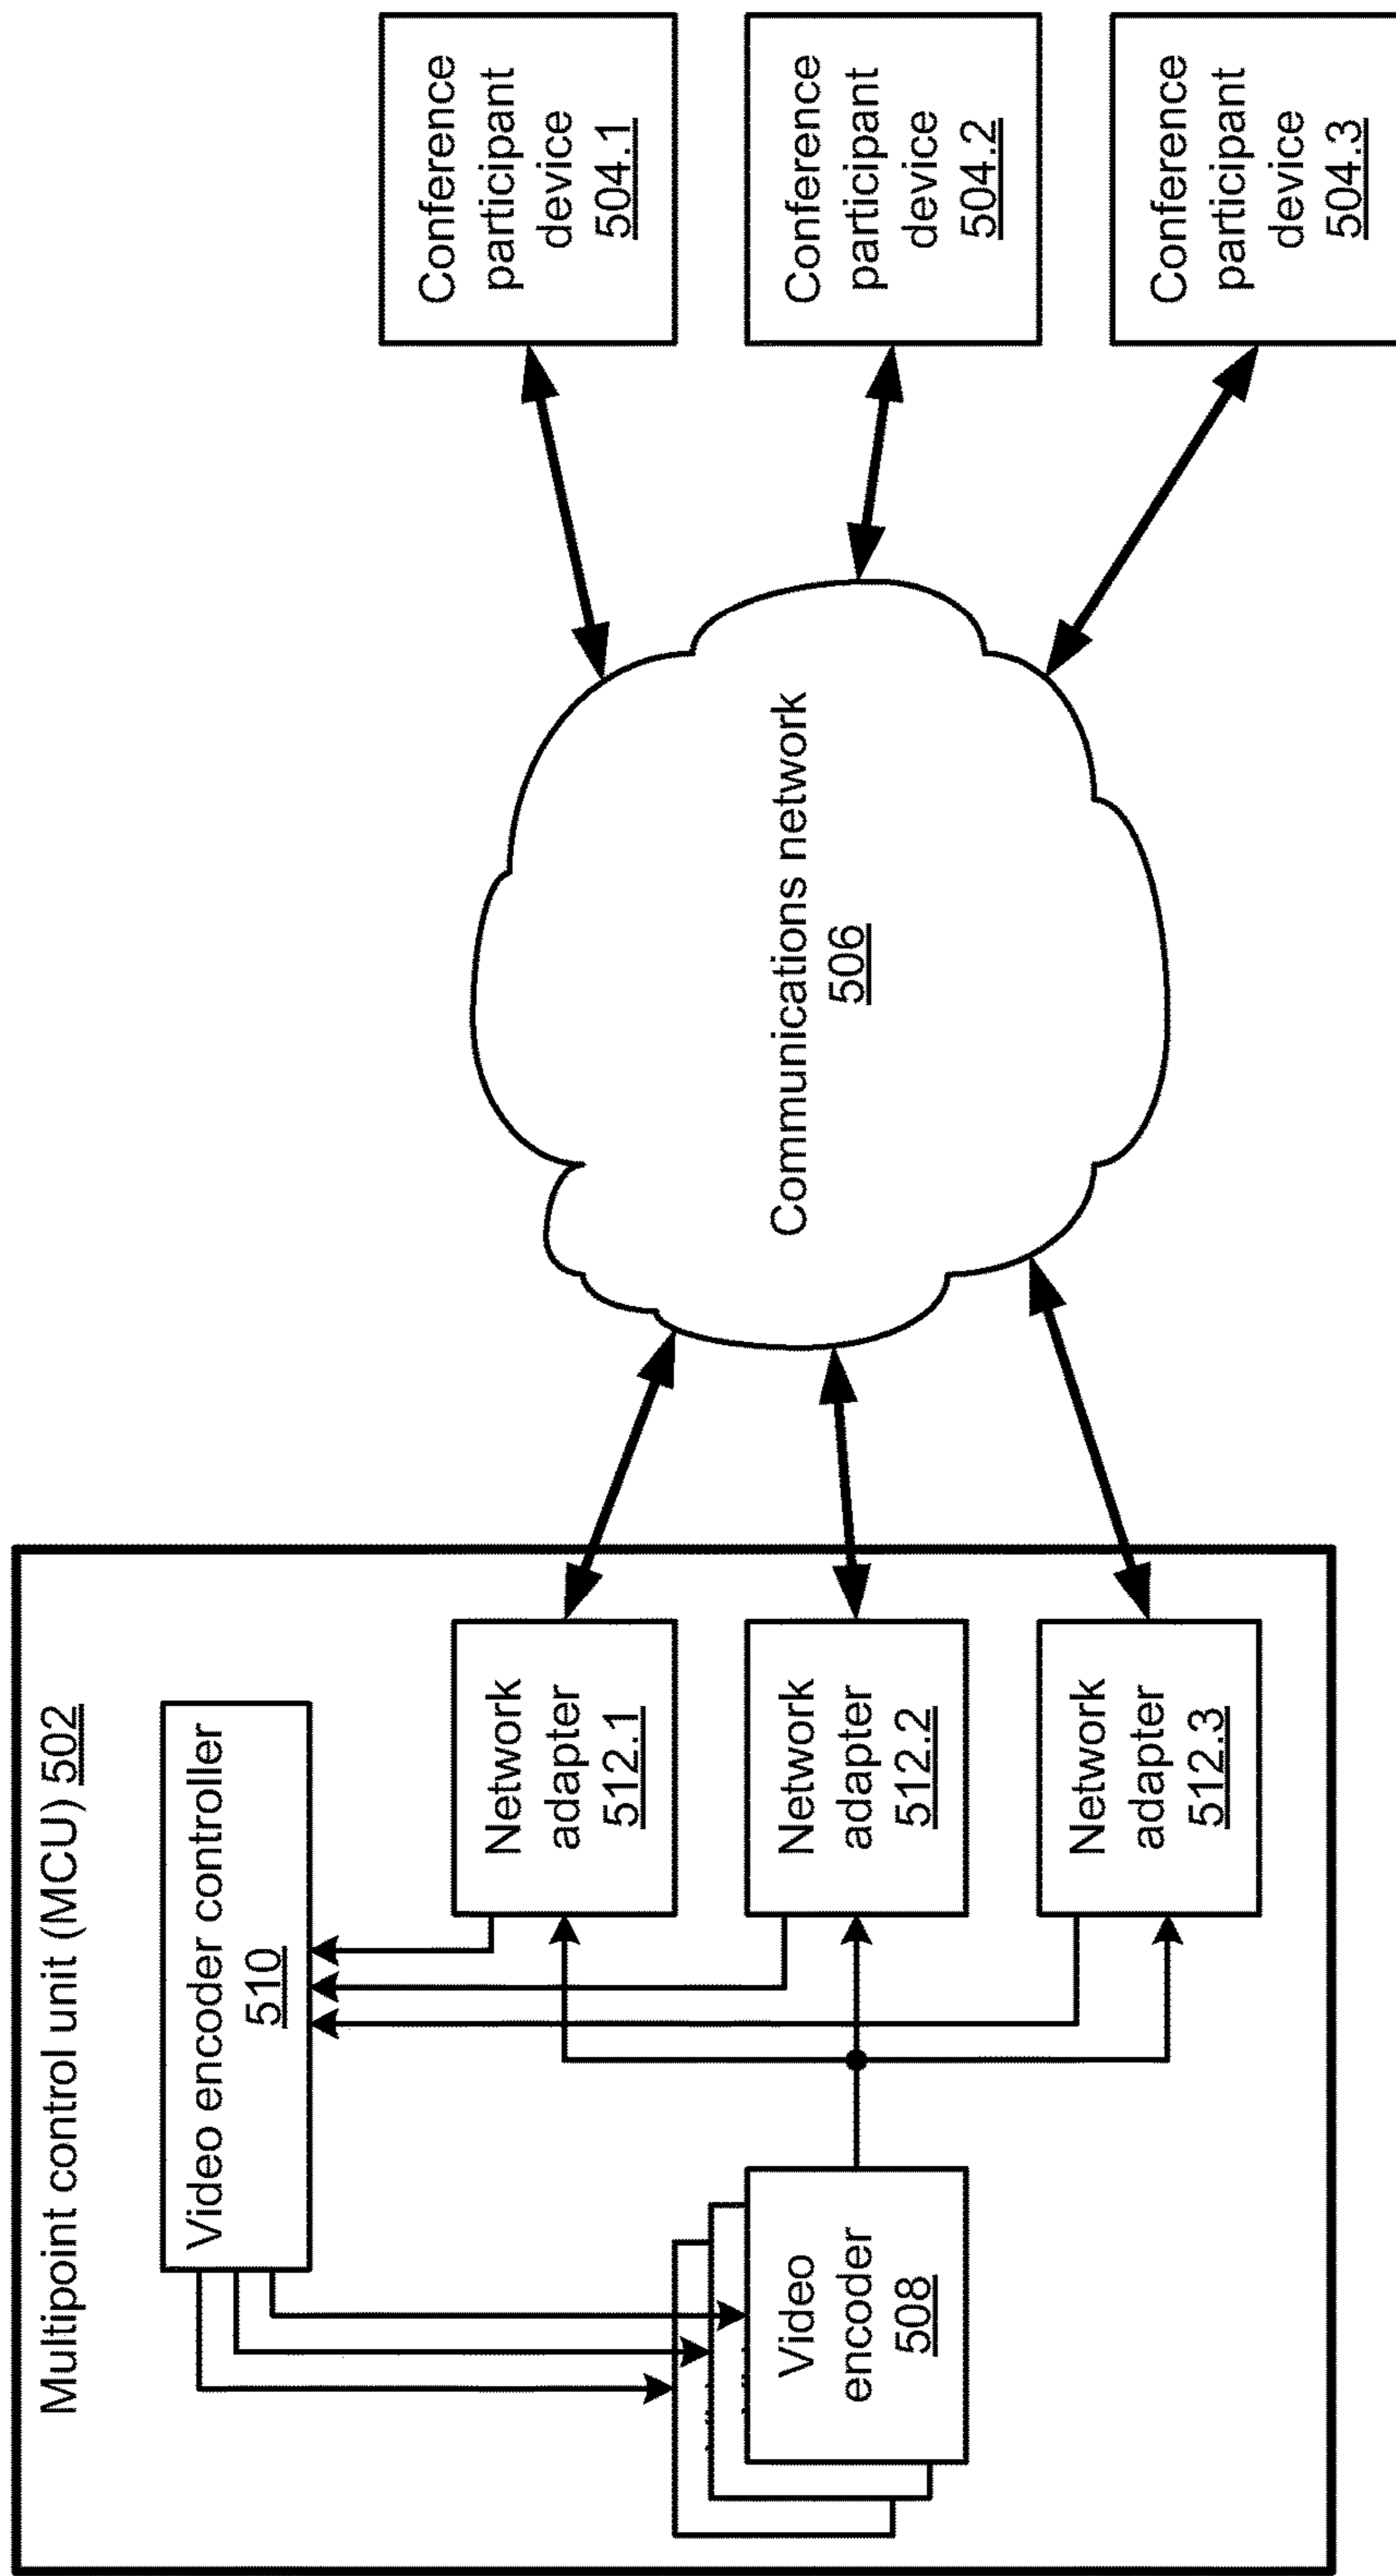 Multipoint control unit (MCU) 502
Video encoder controller
510
Video
encoder
508
Network
adapter
512.1
Network
adapter
512.2
Network
adapter
512.3
Communications network
506
Conference
participant
device
504.1
Conference
participant
device
504.2
Conference
participant
device
504.3